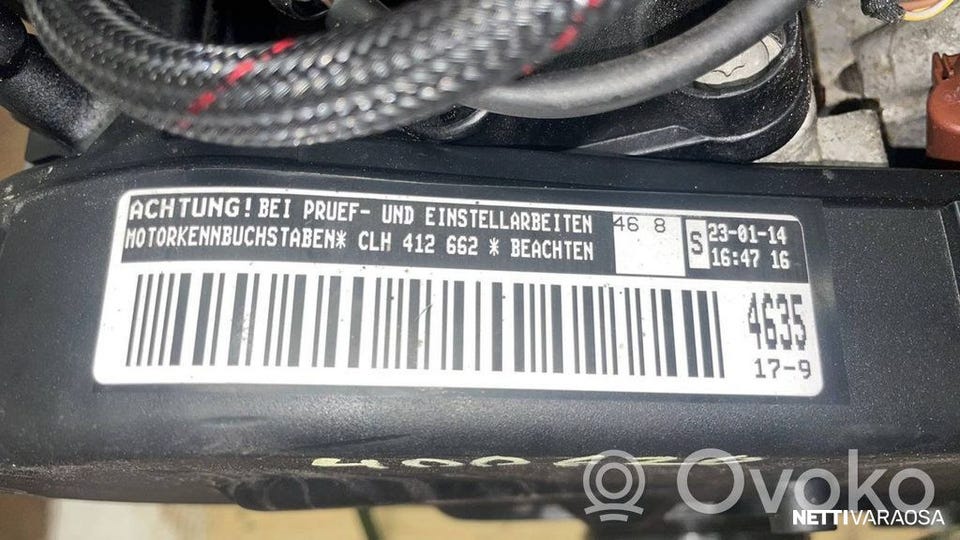 ACHTUNG! BEI PRUEF- UND EINSTELLARBEITEN
MOTORKENNBUCHSTABEN* CLH 412 662 * BEACHTEN
46 8
S
23-01-14
16:47 16
4635
17-9
Ovoko
NETTIVARAOSA